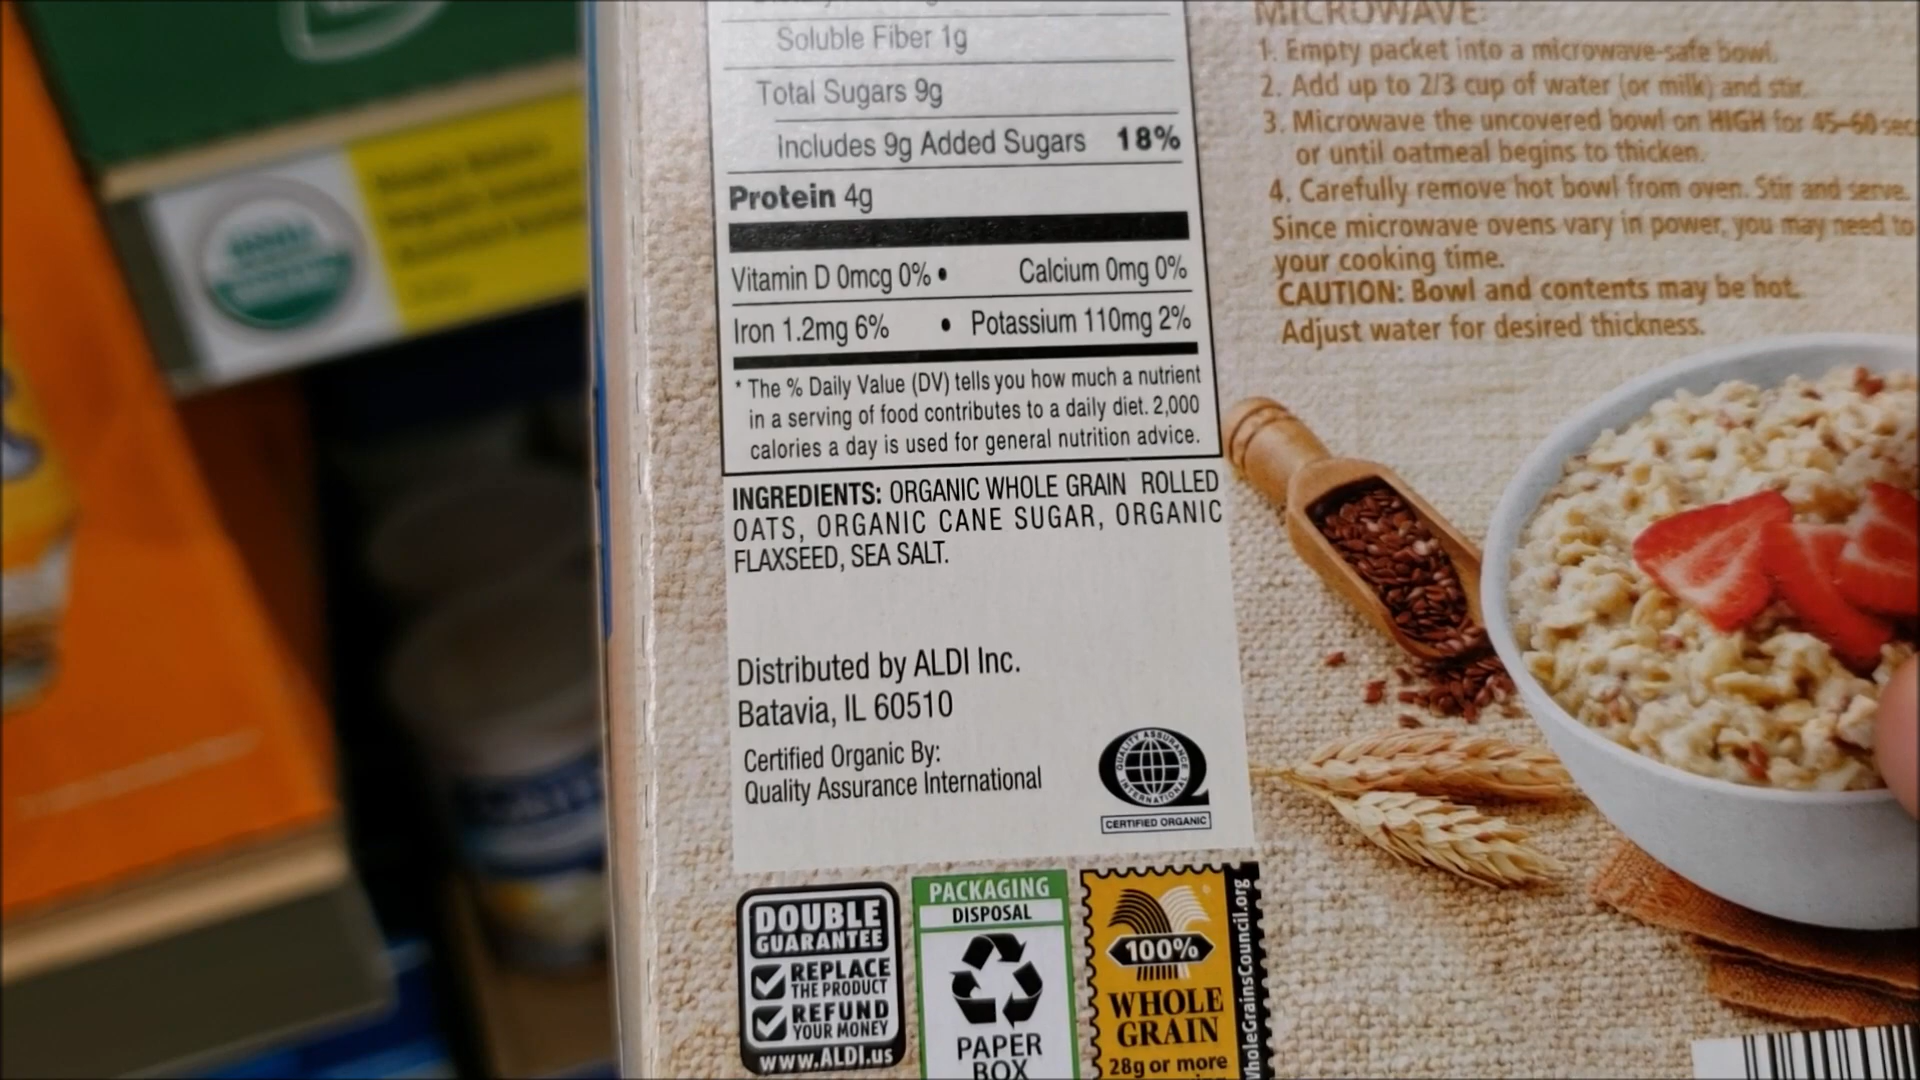 Soluble Fiber 1g
Total Sugars 9g
Includes 9g Added Sugars 18%
Protein 4g
Vitamin D 0mcg 0% • Calcium 0mg 0%
Iron 1.2mg 6% • Potassium 110mg 2%
* The % Daily Value (DV) tells you how much a nutrient
in a serving of food contributes to a daily diet. 2,000
calories a day is used for general nutrition advice.
INGREDIENTS: ORGANIC WHOLE GRAIN ROLLED
OATS, ORGANIC CANE SUGAR, ORGANIC
FLAXSEED, SEA SALT.
Distributed by ALDI Inc.
Batavia, IL 60510
Certified Organic By:
Quality Assurance International
QUALITY ASSURANCE
INTERNATIONAL
CERTIFIED ORGANIC
DOUBLE
GUARANTEE
REPLACE
THE PRODUCT
REFUND
YOUR MONEY
www.ALDI.us
PACKAGING
DISPOSAL
PAPER
BOX
100%
WHOLE
GRAIN
28g or more
WholeGrainsCouncil.org
MICROWAVE:
1. Empty packet into a microwave-safe bowl.
2. Add up to 2/3 cup of water (or milk) and stir.
3. Microwave the uncovered bowl on HIGH for 45-60 sec
or until oatmeal begins to thicken.
4. Carefully remove hot bowl from oven. Stir and serve.
Since microwave ovens vary in power, you may need to
your cooking time.
CAUTION: Bowl and contents may be hot.
Adjust water for desired thickness.